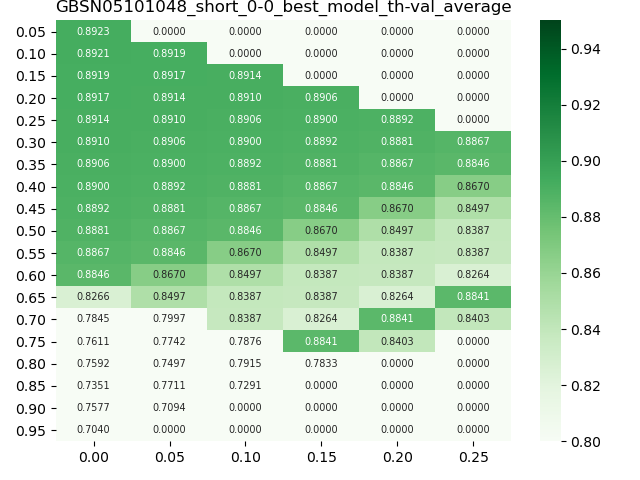 GBSN05101048_short_0-0_best_model_th-val_average
0.05 0.8923 0.0000 0.0000 0.0000 0.0000 0.0000
0.10 0.8921 0.8919 0.0000 0.0000 0.0000 0.0000
0.15 0.8919 0.8917 0.8914 0.0000 0.0000 0.0000
0.20 0.8917 0.8914 0.8910 0.8906 0.0000 0.0000
0.25 0.8914 0.8910 0.8906 0.8900 0.8892 0.0000
0.30 0.8910 0.8906 0.8900 0.8892 0.8881 0.8867
0.35 0.8906 0.8900 0.8892 0.8881 0.8867 0.8846
0.40 0.8900 0.8892 0.8881 0.8867 0.8846 0.8670
0.45 0.8892 0.8881 0.8867 0.8846 0.8670 0.8497
0.50 0.8881 0.8867 0.8846 0.8670 0.8497 0.8387
0.55 0.8867 0.8846 0.8670 0.8497 0.8387 0.8387
0.60 0.8846 0.8670 0.8497 0.8387 0.8387 0.8264
0.65 0.8266 0.8497 0.8387 0.8387 0.8264 0.8841
0.70 0.7845 0.7997 0.8387 0.8264 0.8841 0.8403
0.75 0.7611 0.7742 0.7876 0.8841 0.8403 0.0000
0.80 0.7592 0.7497 0.7915 0.7833 0.0000 0.0000
0.85 0.7351 0.7711 0.7291 0.0000 0.0000 0.0000
0.90 0.7577 0.7094 0.0000 0.0000 0.0000 0.0000
0.95 0.7040 0.0000 0.0000 0.0000 0.0000 0.0000
0.00 0.05 0.10 0.15 0.20 0.25
0.94
0.92
0.90
0.88
0.86
0.84
0.82
0.80